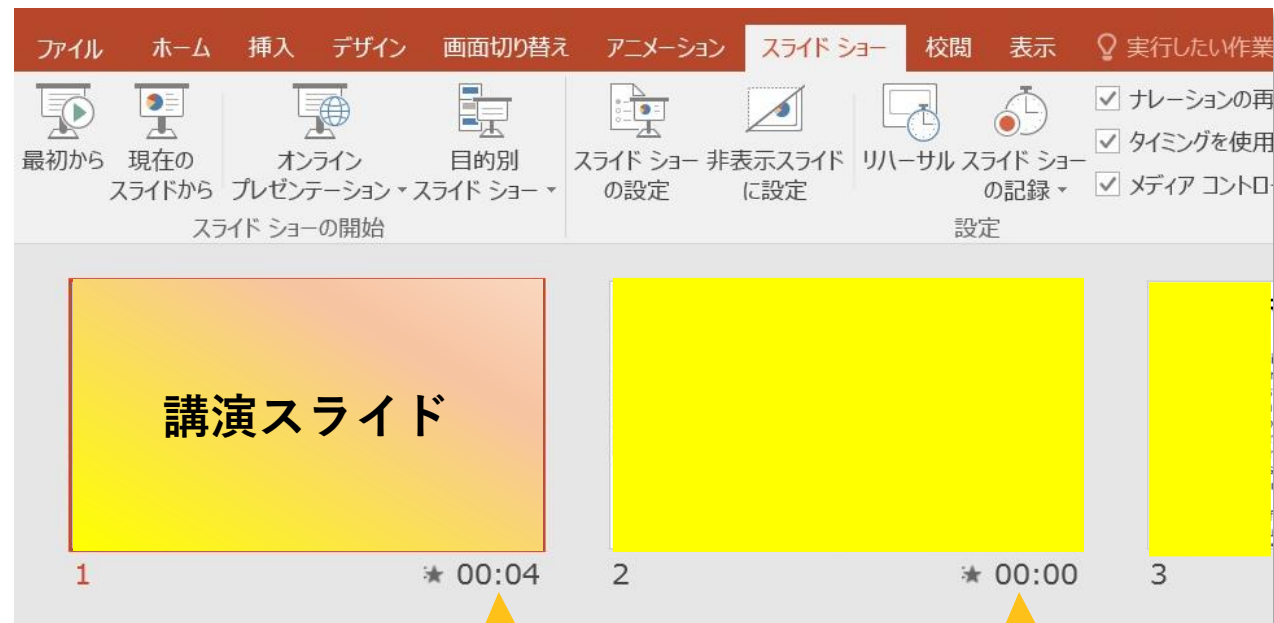 ファイル ホーム 挿入 デザイン 画面切り替え アニメーション スライド ショー 校閲 表示 実行したい作業
最初から
現在の
スライドから
オンライン
プレゼンテーション
目的別
スライド ショー
スライド ショーの開始
スライド ショー
の設定
非表示スライド
に設定
リハーサル
スライド ショー
の記録
ナレーションの再
タイミングを使用
メディア コントロ
設定
講演スライド
1 00:04
2 00:00
3